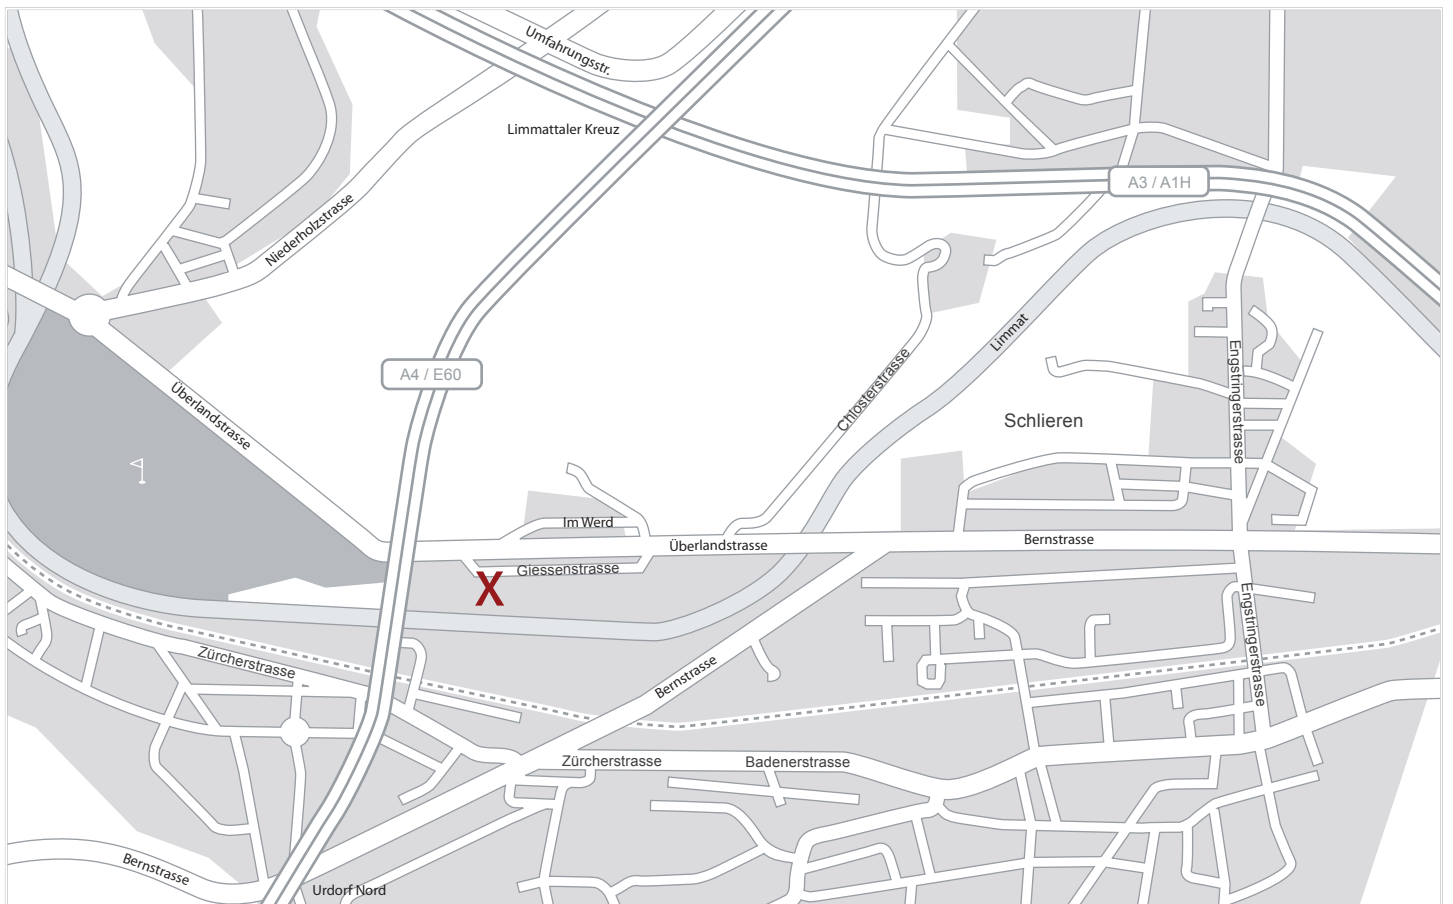 Umfahrungsstr.
Limmattaler Kreuz
A3 / A1H
Niederholzstrasse
Limmat
A4 / E60
Chlosterstrasse
Engstringerstrasse
Überlandstrasse
Schlieren
Im Werd
Überlandstrasse
Bernstrasse
Giessenstrasse
X
Engstringerstrasse
Zürcherstrasse
Bernstrasse
Zürcherstrasse
Badenerstrasse
Bernstrasse
Urdorf Nord